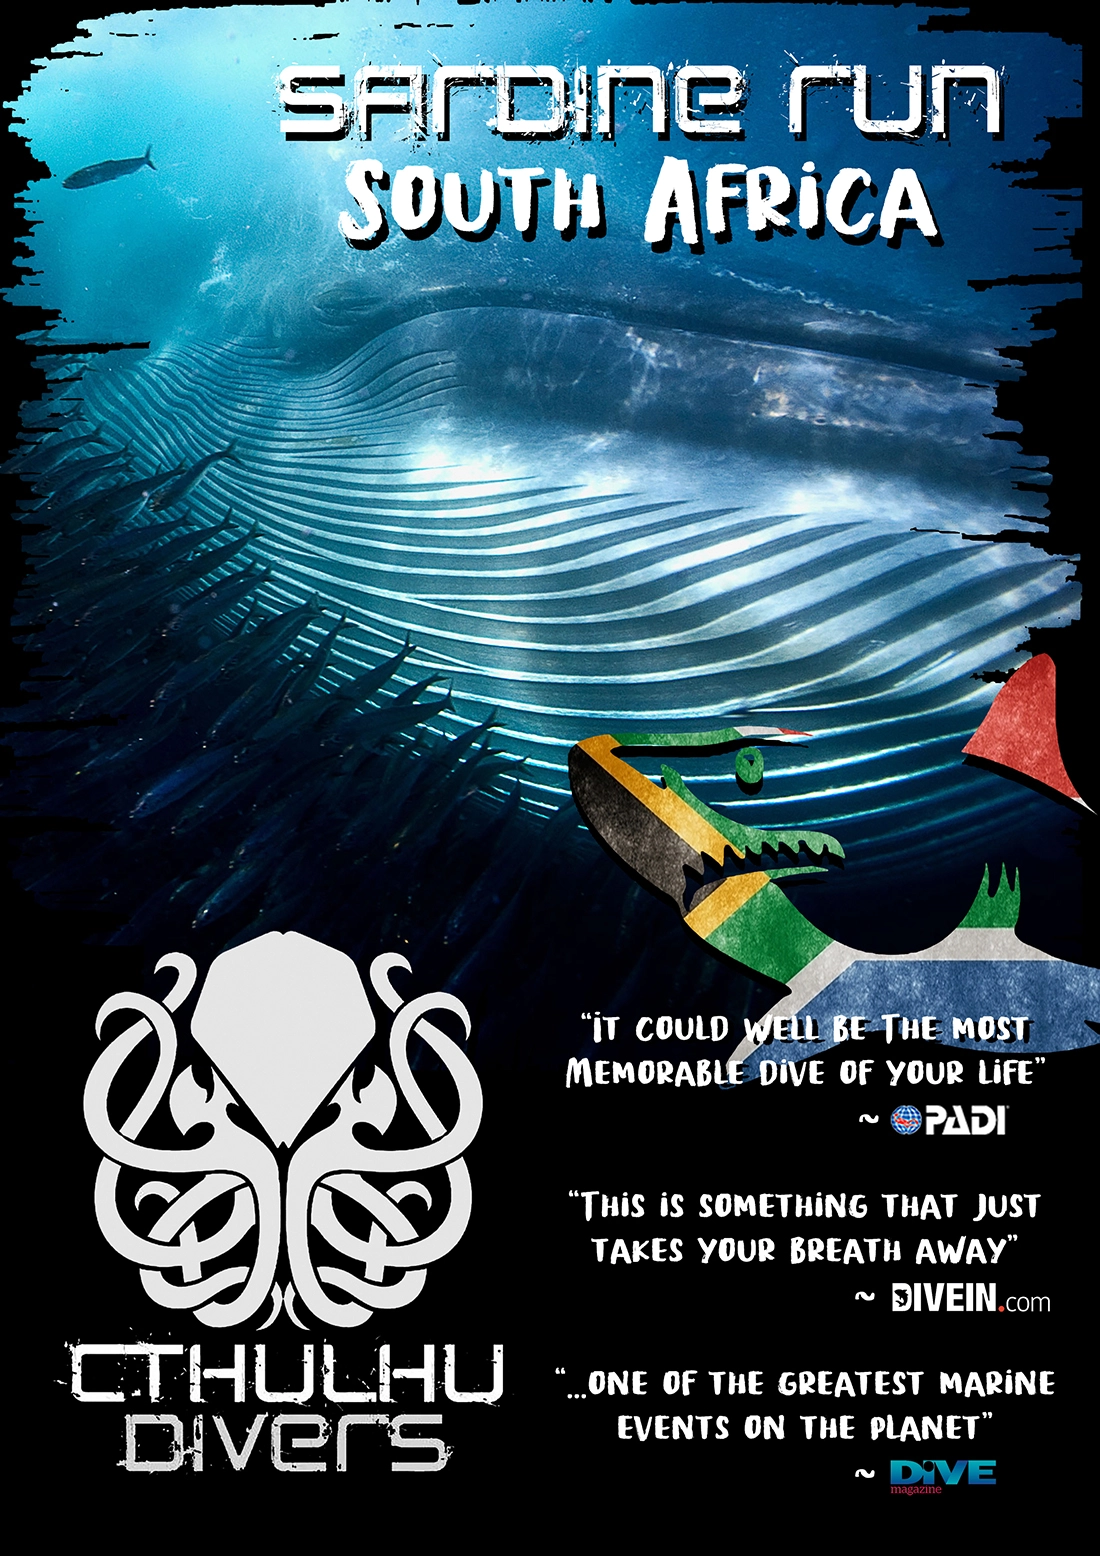 Sardine Run
South Africa
"It could well be the most
memorable dive of your life"
~ PADI
"This is something that just
takes your breath away"
~ DIVEIN.com
"...one of the greatest marine
events on the planet"
~ DiVE
magazine
CTHULHU
Divers